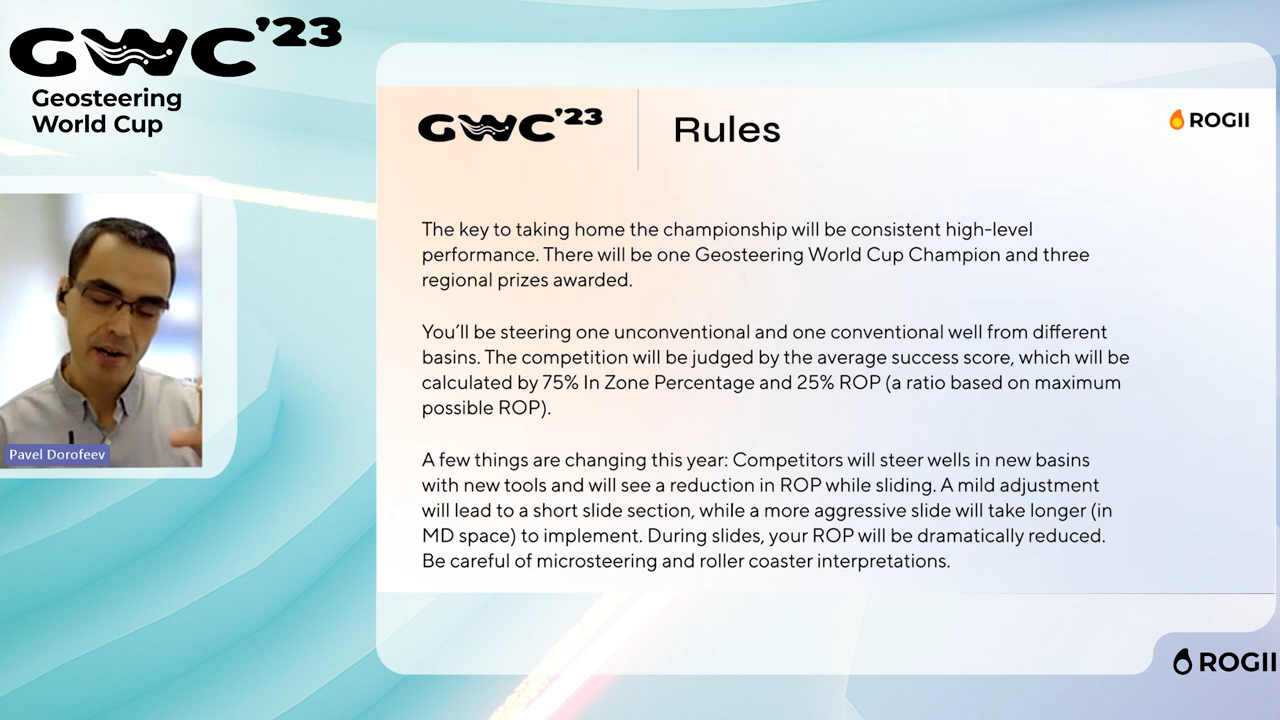 GWC'23
Geosteering
World Cup
GWC'23
Rules
ROGII
The key to taking home the championship will be consistent high-level
performance. There will be one Geosteering World Cup Champion and three
regional prizes awarded.
You'll be steering one unconventional and one conventional well from different
basins. The competition will be judged by the average success score, which will be
calculated by 75% In Zone Percentage and 25% ROP (a ratio based on maximum
possible ROP).
A few things are changing this year: Competitors will steer wells in new basins
with new tools and will see a reduction in ROP while sliding. A mild adjustment
will lead to a short slide section, while a more aggressive slide will take longer (in
MD space) to implement. During slides, your ROP will be dramatically reduced.
Be careful of microsteering and roller coaster interpretations.
Pavel Dorofeev
ROGII